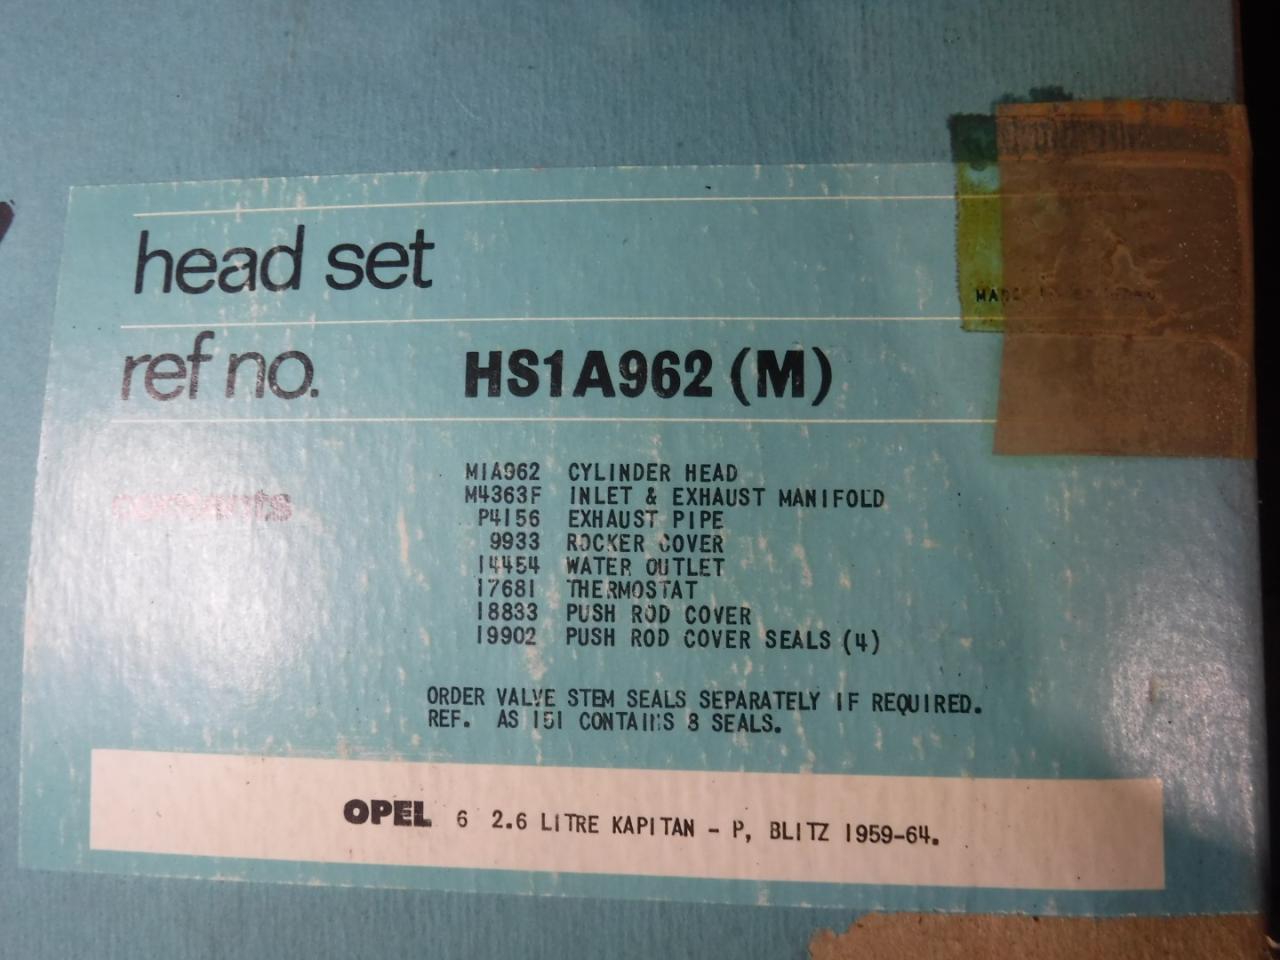 head set
ref no. HS1A962 (M)
contents
M1A962 CYLINDER HEAD
M4363F INLET & EXHAUST MANIFOLD
P4156 EXHAUST PIPE
9933 ROCKER COVER
14454 WATER OUTLET
17681 THERMOSTAT
18833 PUSH ROD COVER
19902 PUSH ROD COVER SEALS (4)
ORDER VALVE STEM SEALS SEPARATELY IF REQUIRED.
REF. AS 151 CONTAINS 8 SEALS.
OPEL 6 2.6 LITRE KAPITAN - P, BLITZ 1959-64.